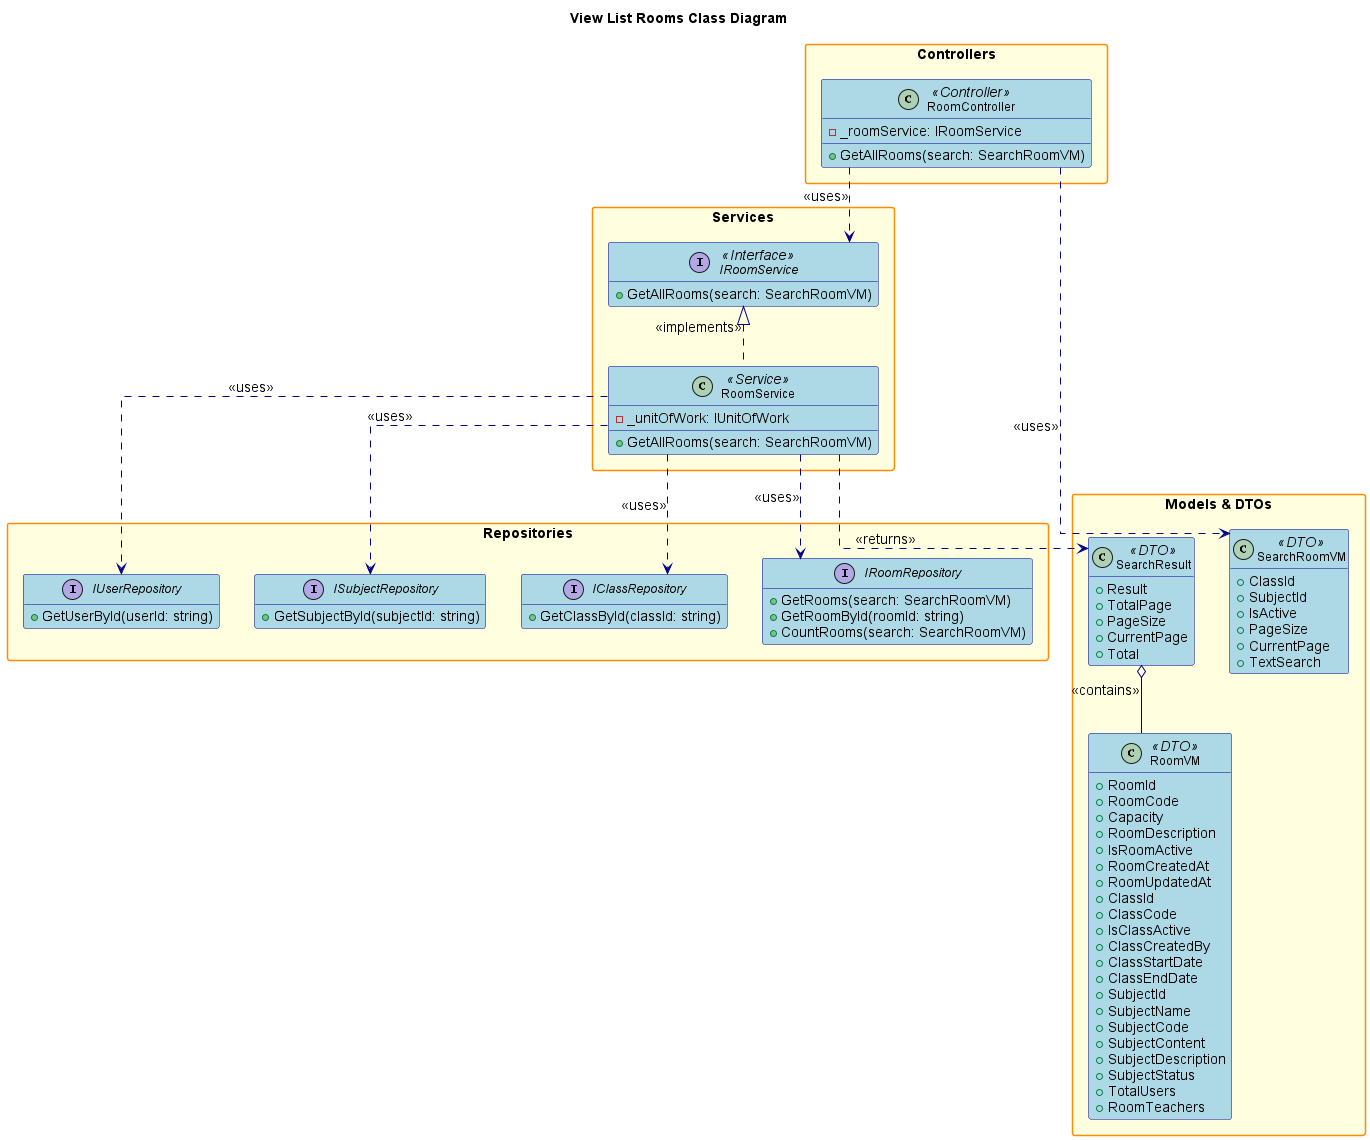 View List Rooms Class Diagram
Controllers
C
«Controller»
RoomController
_roomService: IRoomService
GetAllRooms(search: SearchRoomVM)
«uses»
Services
I
«Interface»
IRoomService
GetAllRooms(search: SearchRoomVM)
«implements»
C
«Service»
RoomService
_unitOfWork: IUnitOfWork
GetAllRooms(search: SearchRoomVM)
«uses»
«uses»
«uses»
«uses»
«uses»
«returns»
Repositories
I
IUserRepository
GetUserById(userId: string)
I
ISubjectRepository
GetSubjectById(subjectId: string)
I
IClassRepository
GetClassById(classId: string)
I
IRoomRepository
GetRooms(search: SearchRoomVM)
GetRoomById(roomId: string)
CountRooms(search: SearchRoomVM)
Models & DTOs
C
«DTO»
SearchResult
Result
TotalPage
PageSize
CurrentPage
Total
C
«DTO»
SearchRoomVM
ClassId
SubjectId
IsActive
PageSize
CurrentPage
TextSearch
«contains»
C
«DTO»
RoomVM
RoomId
RoomCode
Capacity
RoomDescription
IsRoomActive
RoomCreatedAt
RoomUpdatedAt
ClassId
ClassCode
IsClassActive
ClassCreatedBy
ClassStartDate
ClassEndDate
SubjectId
SubjectName
SubjectCode
SubjectContent
SubjectDescription
SubjectStatus
TotalUsers
RoomTeachers